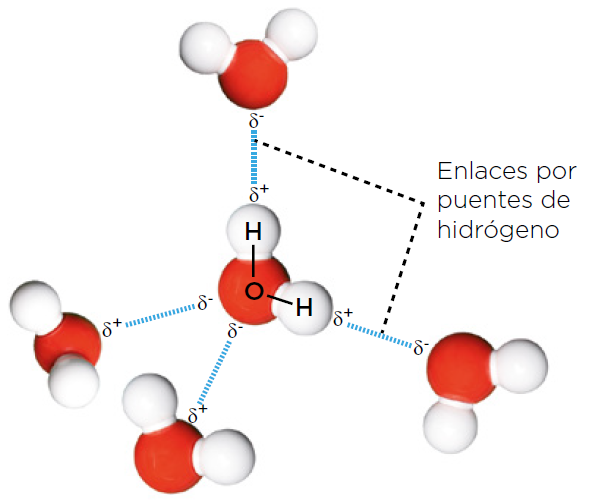 δ-
δ+
Enlaces por
puentes de
hidrógeno
H
O
H
δ-
δ-
δ+
δ+
δ-
δ+